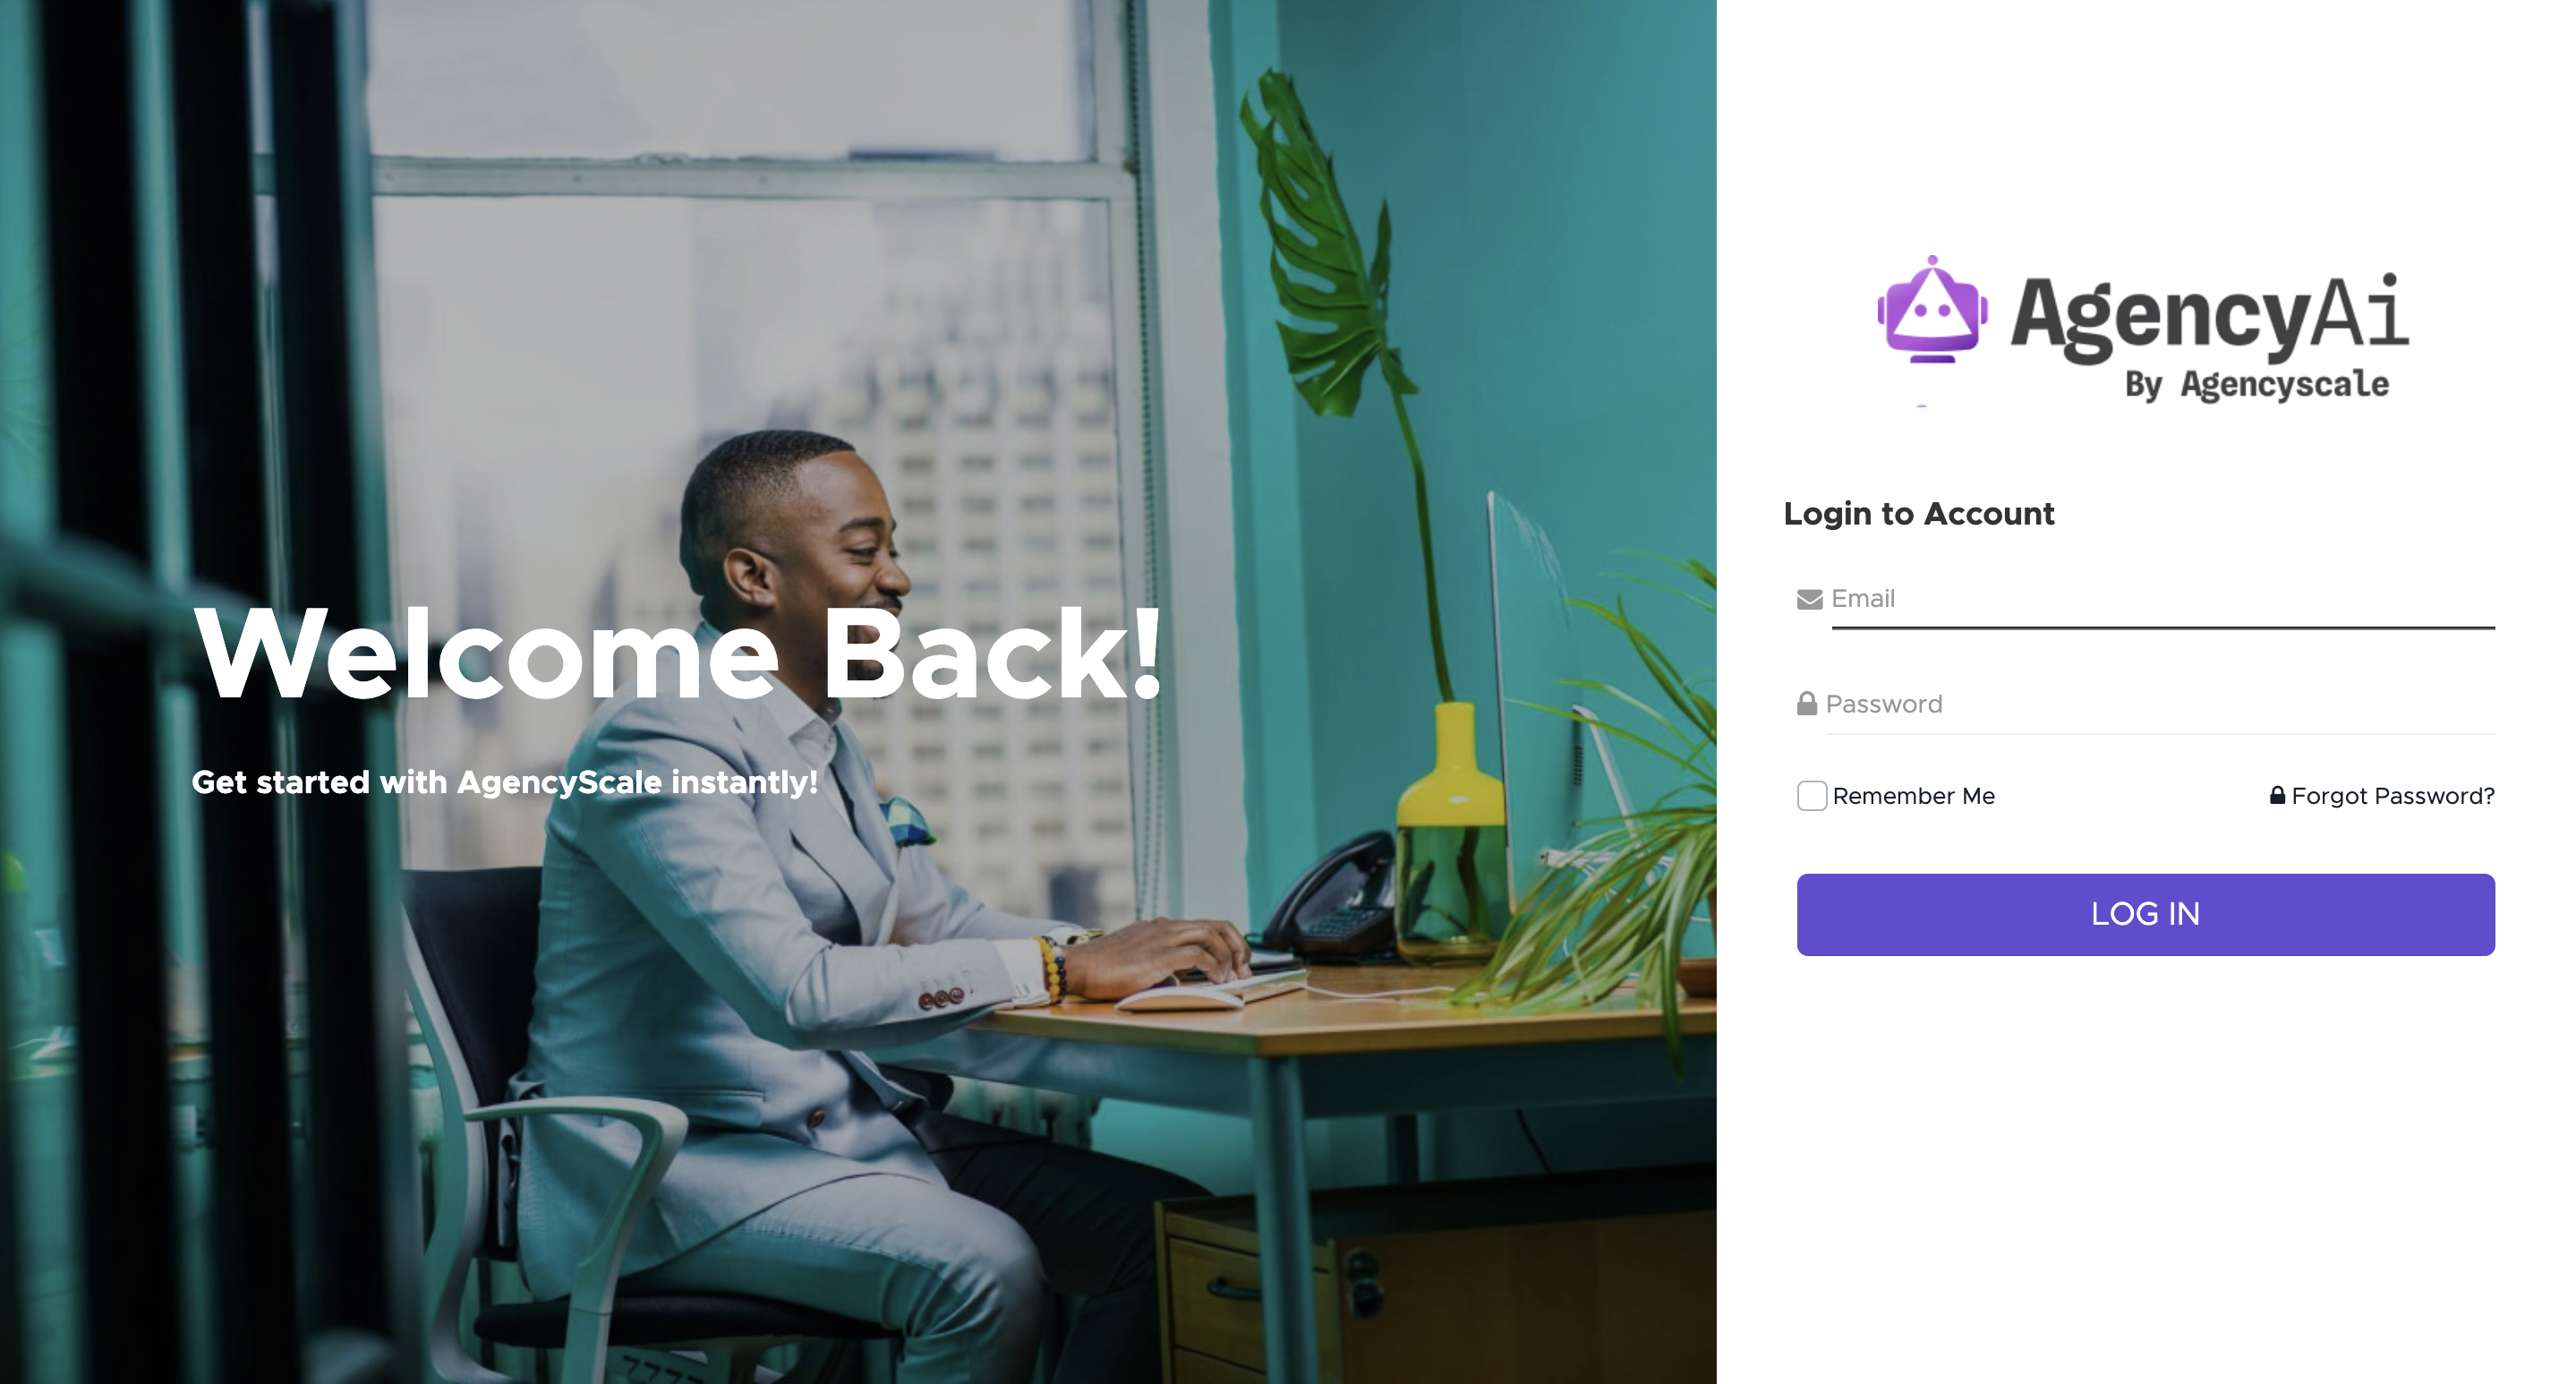 Welcome Back!
Get started with AgencyScale instantly!
AgencyAi
By Agencyscale
Login to Account
Email
Password
Remember Me
Forgot Password?
LOG IN